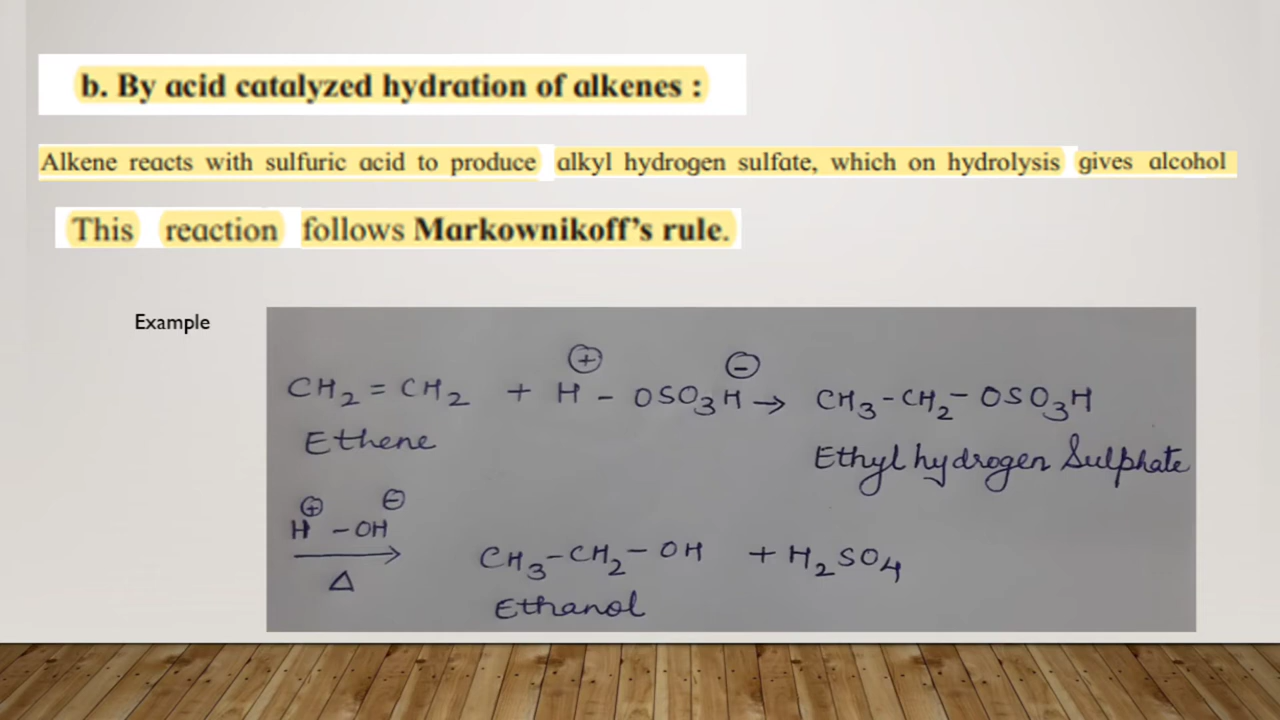 b. By acid catalyzed hydration of alkenes :
Alkene reacts with sulfuric acid to produce alkyl hydrogen sulfate, which on hydrolysis gives alcohol
This reaction follows Markownikoff’s rule.
Example
⊕ ⊖
CH₂ = CH₂ + H – OSO₃H → CH₃ – CH₂ – OSO₃H
Ethene Ethyl hydrogen Sulphate
⊕ ⊖
H – OH
→
Δ
CH₃ – CH₂ – OH + H₂SO₄
Ethanol